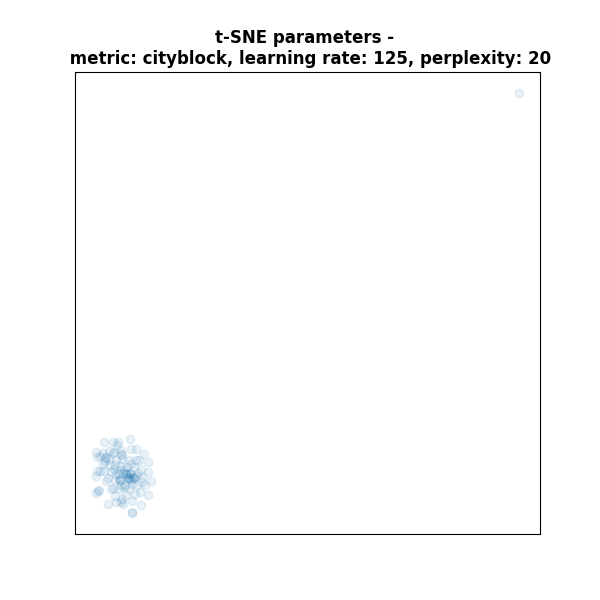 t-SNE parameters -
metric: cityblock, learning rate: 125, perplexity: 20